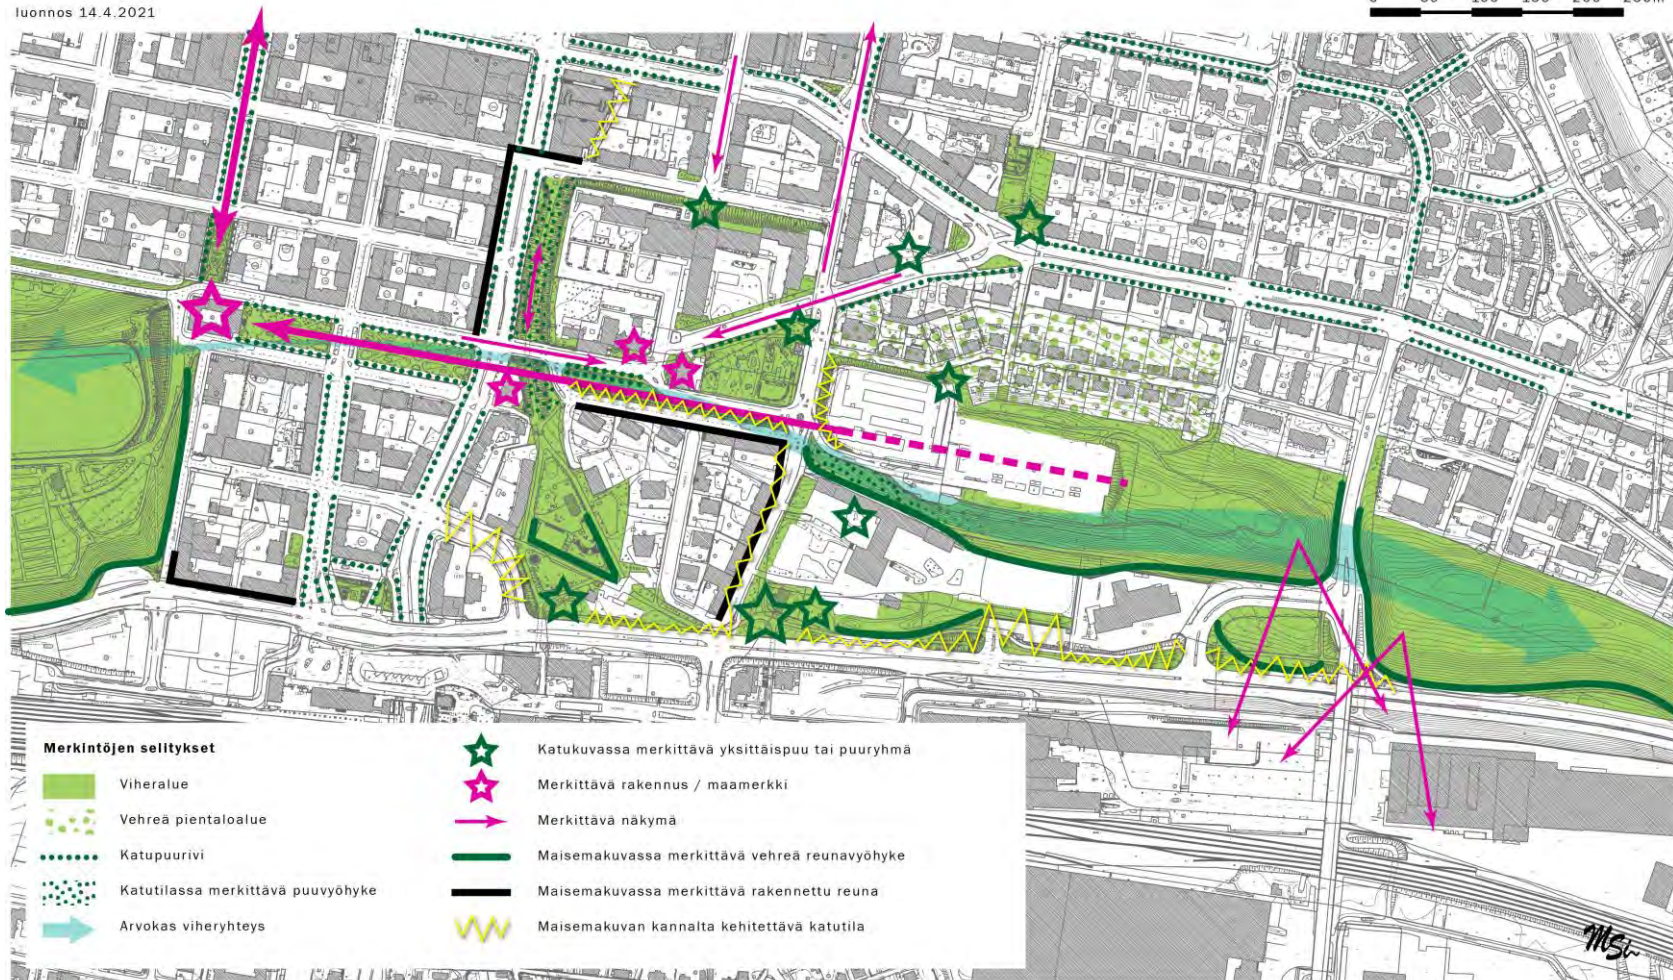 luonnos 14.4.2021
Merkintöjen selitykset
Viheralue
Vehreä pientaloalue
Katupuurivi
Katutilassa merkittävä puuvyöhyke
Arvokas viheryhteys
Katukuvassa merkittävä yksittäispuu tai puuryhmä
Merkittävä rakennus / maamerkki
Merkittävä näkymä
Maisemakuvassa merkittävä vehreä reunavyöhyke
Maisemakuvassa merkittävä rakennettu reuna
Maisemakuvan kannalta kehitettävä katutila